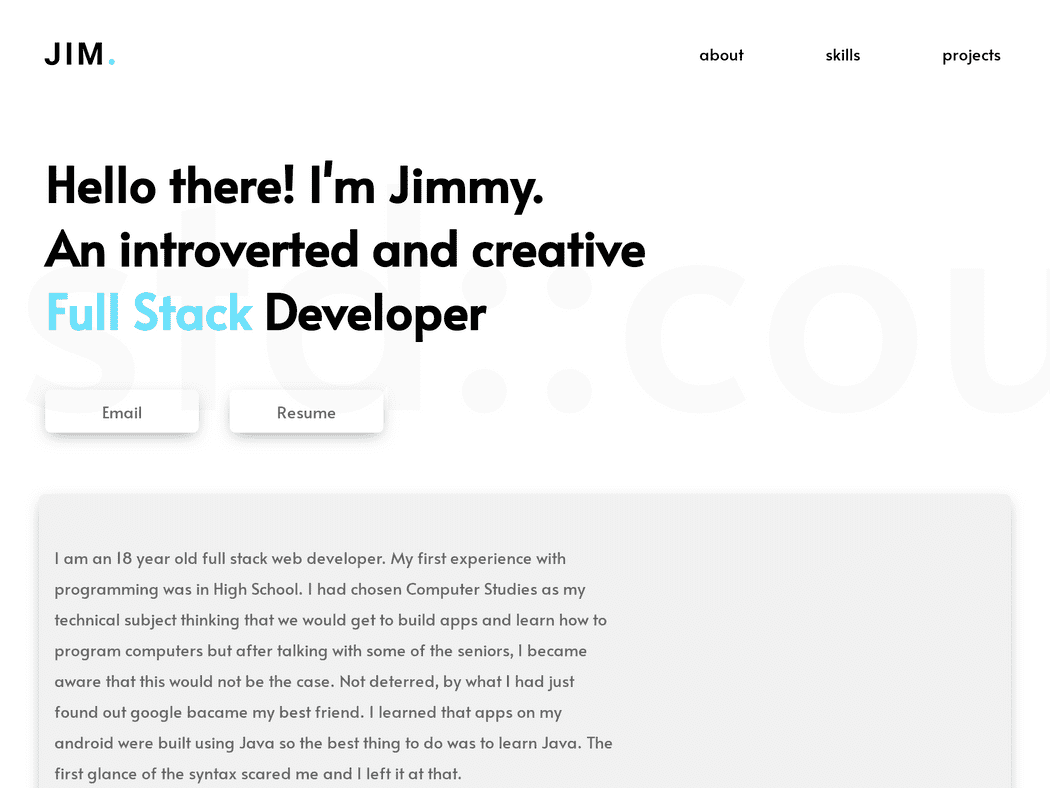 JIM.
about
skills
projects
Hello there! I'm Jimmy.
An introverted and creative
Full Stack Developer
std::cou
Email
Resume
I am an 18 year old full stack web developer. My first experience with
programming was in High School. I had chosen Computer Studies as my
technical subject thinking that we would get to build apps and learn how to
program computers but after talking with some of the seniors, I became
aware that this would not be the case. Not deterred, by what I had just
found out google bacame my best friend. I learned that apps on my
android were built using Java so the best thing to do was to learn Java. The
first glance of the syntax scared me and I left it at that.